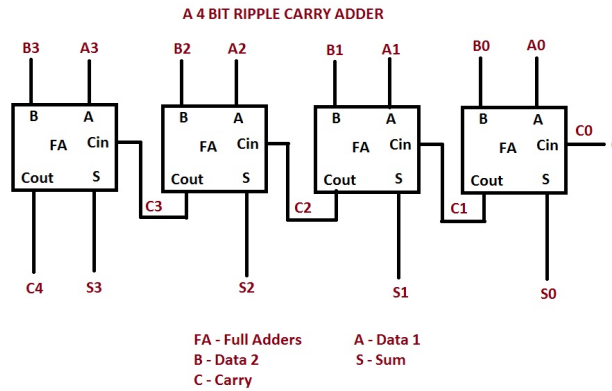 A 4 BIT RIPPLE CARRY ADDER
B3 A3 B2 A2 B1 A1 B0 A0
B A B A B A B A C0
FA Cin FA Cin FA Cin FA Cin
Cout S Cout S Cout S Cout S
C3 C2 C1
C4 S3 S2 S1 S0
FA - Full Adders A - Data 1
B - Data 2 S - Sum
C - Carry